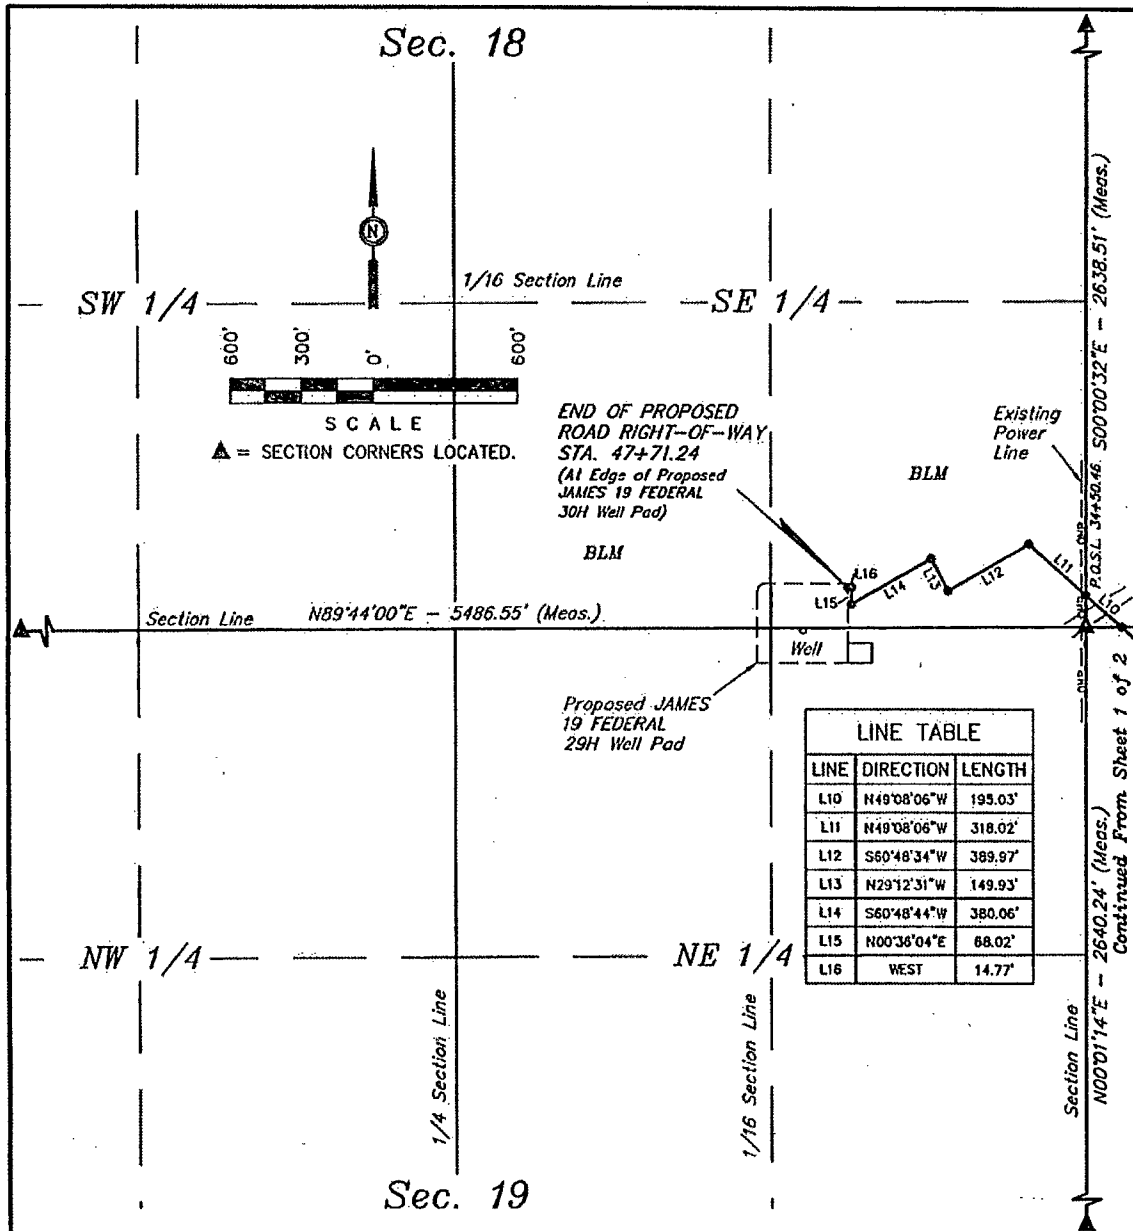 Sec. 18
N
1/16 Section Line
SW 1/4
SE 1/4
600' 300' 0' 600'
SCALE
= SECTION CORNERS LOCATED.
END OF PROPOSED
ROAD RIGHT-OF-WAY
STA. 47+71.24
(At Edge of Proposed
JAMES 19 FEDERAL
30H Well Pad)
Existing
Power
Line
BLM
BLM
S00°00'32"E - 2638.51' (Meas.)
P.O.S.L. 34+50.46
OHP
OHP
OHP
L16
L15
L14
L13
L12
L11
L10
Section Line
N89°44'00"E - 5486.55' (Meas.)
Well
Proposed JAMES
19 FEDERAL
29H Well Pad
LINE TABLE
LINE DIRECTION LENGTH
L10 N49°08'06"W 195.03'
L11 N49°08'06"W 318.02'
L12 S60°48'34"W 389.97'
L13 N29°12'31"W 149.93'
L14 S60°48'44"W 380.06'
L15 N00°36'04"E 68.02'
L16 WEST 14.77'
NW 1/4
NE 1/4
1/4 Section Line
1/16 Section Line
Section Line
N00°01'14"E - 2640.24' (Meas.)
Continued From Sheet 1 of 2
Sec. 19